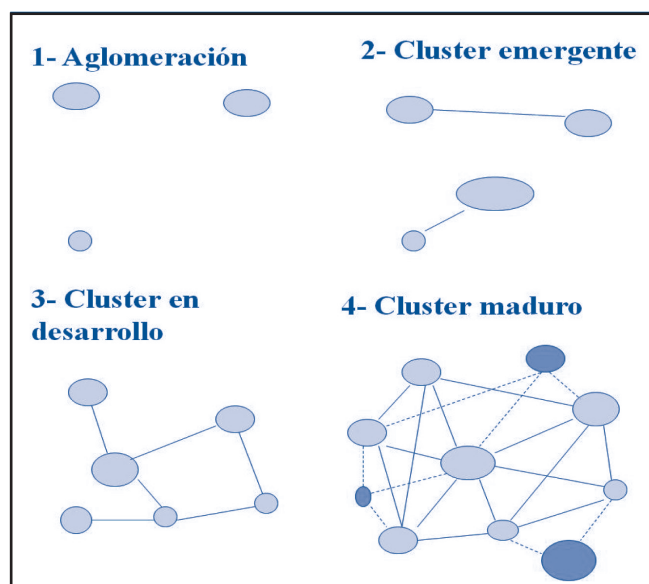 1- Aglomeración
2- Cluster emergente
3- Cluster en
desarrollo
4- Cluster maduro